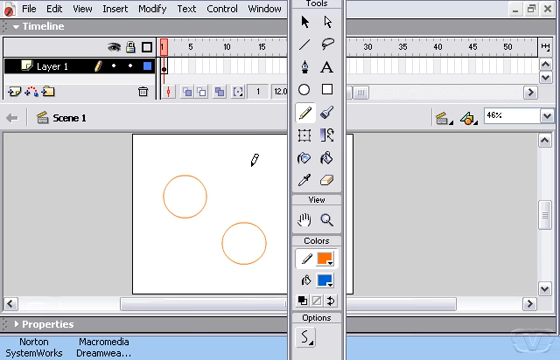 File Edit View Insert Modify Text Control Window
Tools
Timeline
1 5 10 15 35 40 45 50
Layer 1
1 12.0
Scene 1
46%
View
Colors
Options
Properties
Norton SystemWorks
Macromedia Dreamwea...